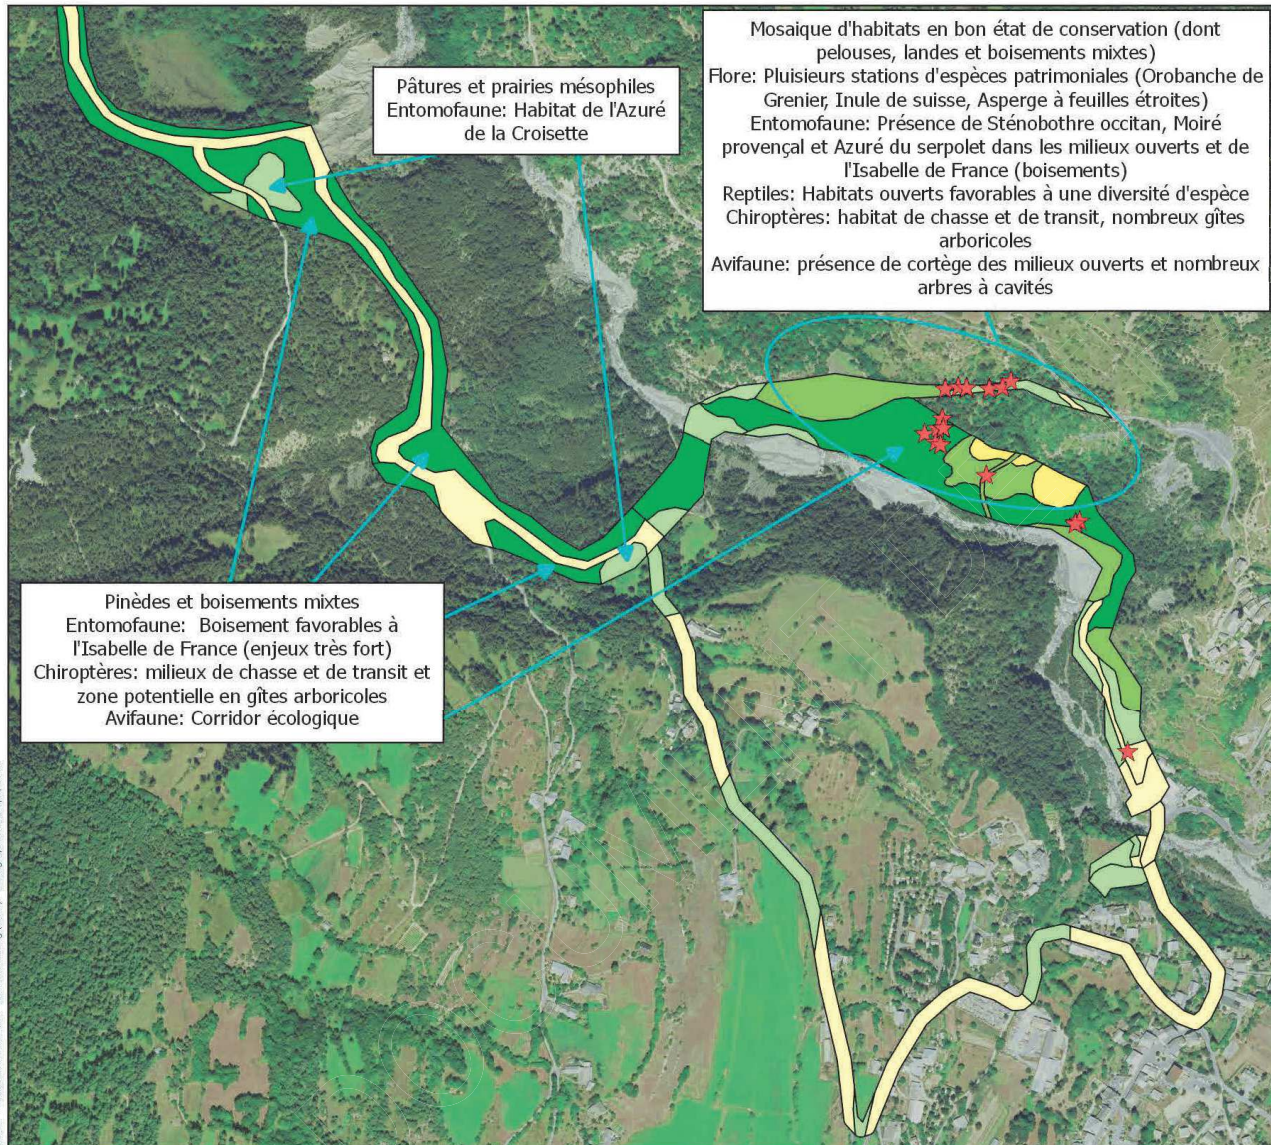 Mosaique d'habitats en bon état de conservation (dont
pelouses, landes et boisements mixtes)
Flore: Pluisieurs stations d'espèces patrimoniales (Orobanche de
Grenier, Inule de suisse, Asperge à feuilles étroites)
Entomofaune: Présence de Sténobothre occitan, Moiré
provençal et Azuré du serpolet dans les milieux ouverts et de
l'Isabelle de France (boisements)
Reptiles: Habitats ouverts favorables à une diversité d'espèce
Chiroptères: habitat de chasse et de transit, nombreux gîtes
arboricoles
Avifaune: présence de cortège des milieux ouverts et nombreux
arbres à cavités
Pâtures et prairies mésophiles
Entomofaune: Habitat de l'Azuré
de la Croisette
Pinèdes et boisements mixtes
Entomofaune: Boisement favorables à
l'Isabelle de France (enjeux très fort)
Chiroptères: milieux de chasse et de transit et
zone potentielle en gîtes arboricoles
Avifaune: Corridor écologique